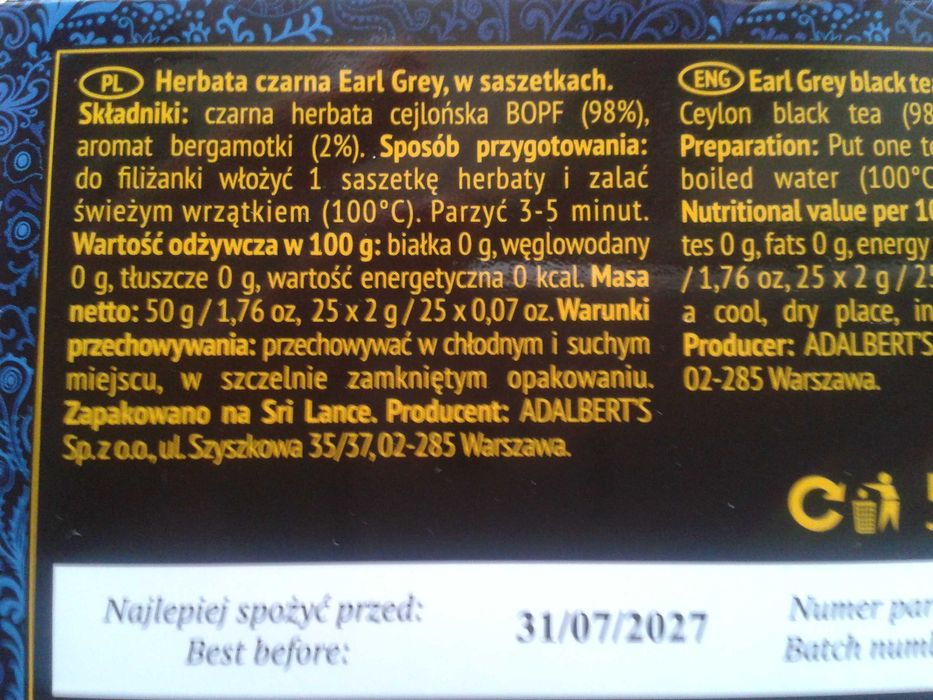 PL Herbata czarna Earl Grey, w saszetkach.
Składniki: czarna herbata cejlońska BOPF (98%),
aromat bergamotki (2%). Sposób przygotowania:
do filiżanki włożyć 1 saszetkę herbaty i zalać
świeżym wrzątkiem (100°C). Parzyć 3-5 minut.
Wartość odżywcza w 100 g: białka 0 g, węglowodany
0 g, tłuszcze 0 g, wartość energetyczna 0 kcal. Masa
netto: 50 g / 1,76 oz, 25 x 2 g / 25 x 0,07 oz. Warunki
przechowywania: przechowywać w chłodnym i suchym
miejscu, w szczelnie zamkniętym opakowaniu.
Zapakowano na Sri Lance. Producent: ADALBERT'S
Sp. z o.o., ul. Szyszkowa 35/37, 02-285 Warszawa.
ENG Earl Grey black te
Ceylon black tea (98
Preparation: Put one te
boiled water (100°C
Nutritional value per 10
tes 0 g, fats 0 g, energy
/ 1,76 oz, 25 x 2 g / 25
a cool, dry place, in
Producer: ADALBERT'S
02-285 Warszawa.
Najlepiej spożyć przed:
Best before:
31/07/2027
Numer par
Batch numb